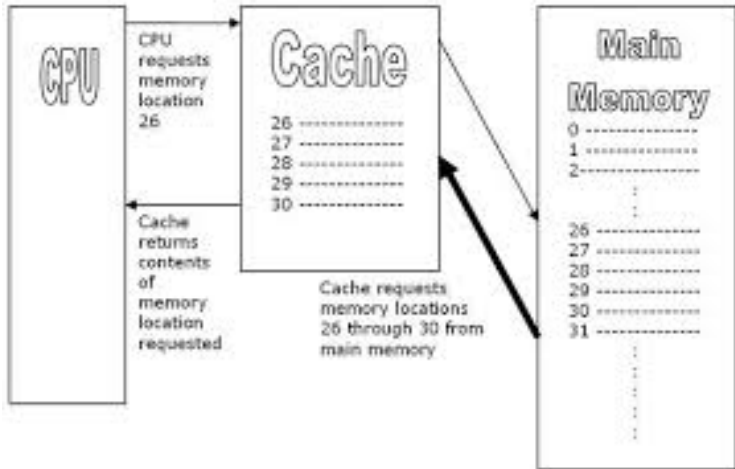 CPU
CPU
requests
memory
location
26
Cache
returns
contents
of
memory
location
requested
Cache
26 ----------------
27 ----------------
28 ----------------
29 ----------------
30 ----------------
Cache requests
memory locations
26 through 30 from
main memory
Main
Memory
0 ----------------
1 ----------------
2----------------
26 ----------------
27 ----------------
28 ----------------
29 ----------------
30 ----------------
31 ----------------